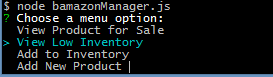 $ node bamazonManager.js
? Choose a menu option:
View Product for Sale
> View Low Inventory
Add to Inventory
Add New Product